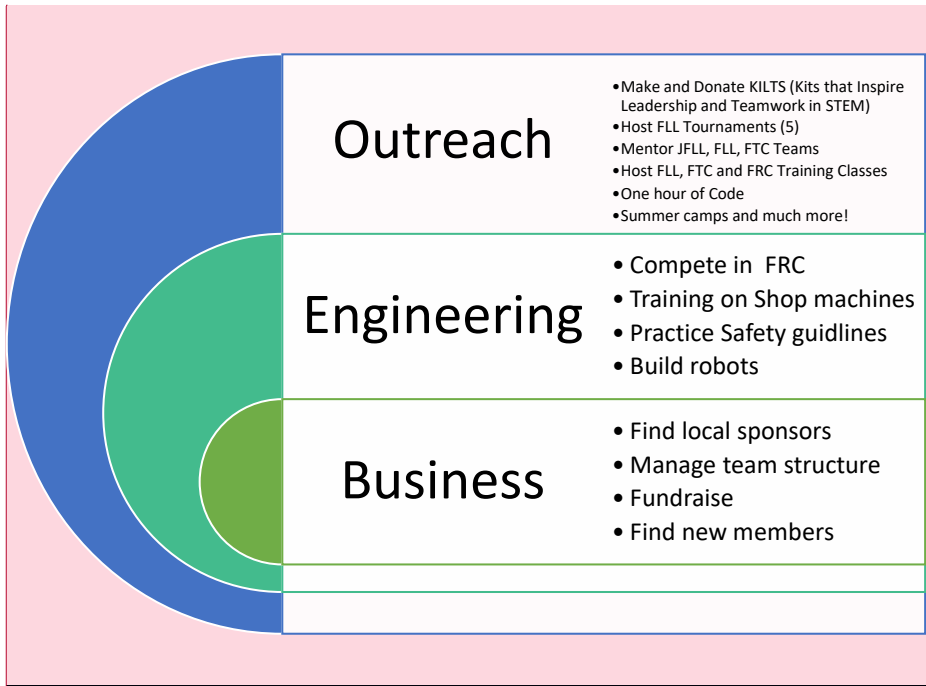 Outreach
•Make and Donate KILTS (Kits that Inspire
Leadership and Teamwork in STEM)
•Host FLL Tournaments (5)
•Mentor JFLL, FLL, FTC Teams
•Host FLL, FTC and FRC Training Classes
•One hour of Code
•Summer camps and much more!
Engineering
• Compete in  FRC
• Training on Shop machines
• Practice Safety guidlines
• Build robots
Business
• Find local sponsors
• Manage team structure
• Fundraise
• Find new members